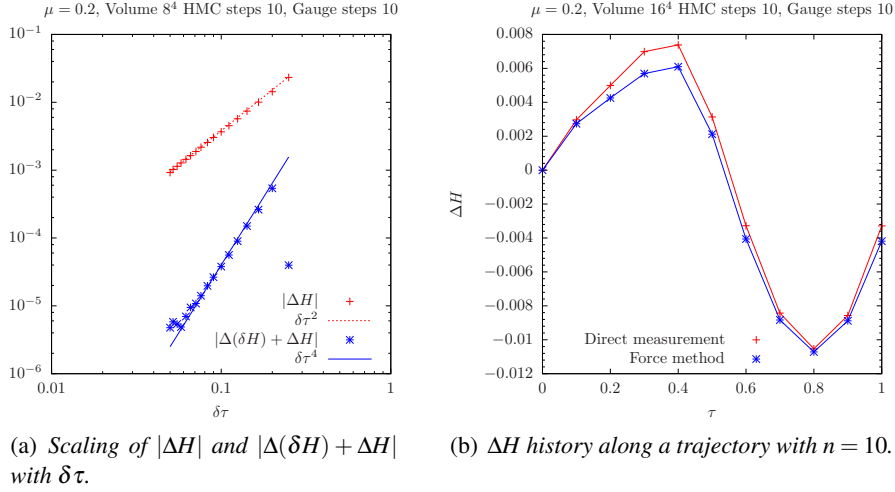 μ = 0.2, Volume 8⁴ HMC steps 10, Gauge steps 10
10⁻¹
10⁻²
10⁻³
10⁻⁴
10⁻⁵
10⁻⁶
|ΔH|
δτ²
|Δ(δH) + ΔH|
δτ⁴
0.01
0.1
1
δτ
(a) Scaling of |ΔH| and |Δ(δH) + ΔH|
with δτ.
μ = 0.2, Volume 16⁴ HMC steps 10, Gauge steps 10
0.008
0.006
0.004
0.002
0
−0.002
−0.004
−0.006
−0.008
−0.01
−0.012
ΔH
Direct measurement
Force method
0
0.2
0.4
0.6
0.8
1
τ
(b) ΔH history along a trajectory with n = 10.